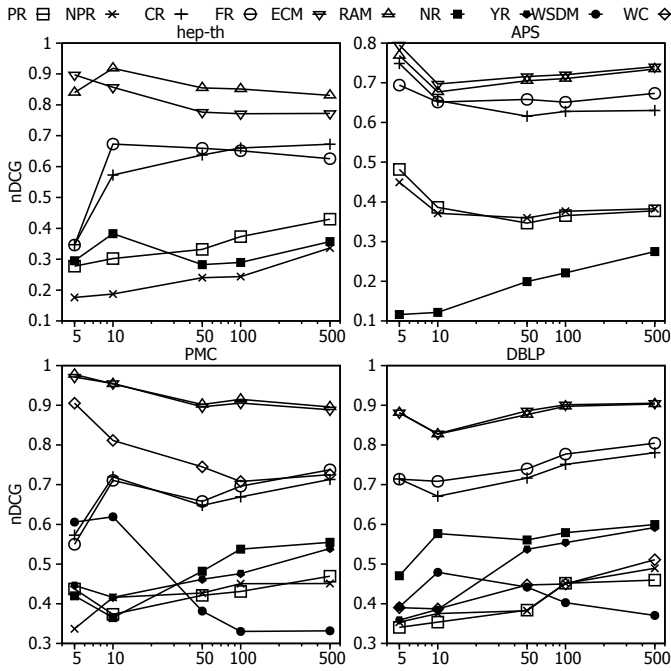 PR NPR CR FR ECM RAM NR YR WSDM WC
hep-th APS
0.1 0.2 0.3 0.4 0.5 0.6 0.7 0.8 0.9 1
nDCG
5 10 50 100 500
0.1 0.2 0.3 0.4 0.5 0.6 0.7 0.8
5 10 50 100 500
PMC DBLP
0.3 0.4 0.5 0.6 0.7 0.8 0.9 1
nDCG
5 10 50 100 500
0.3 0.4 0.5 0.6 0.7 0.8 0.9 1
5 10 50 100 500